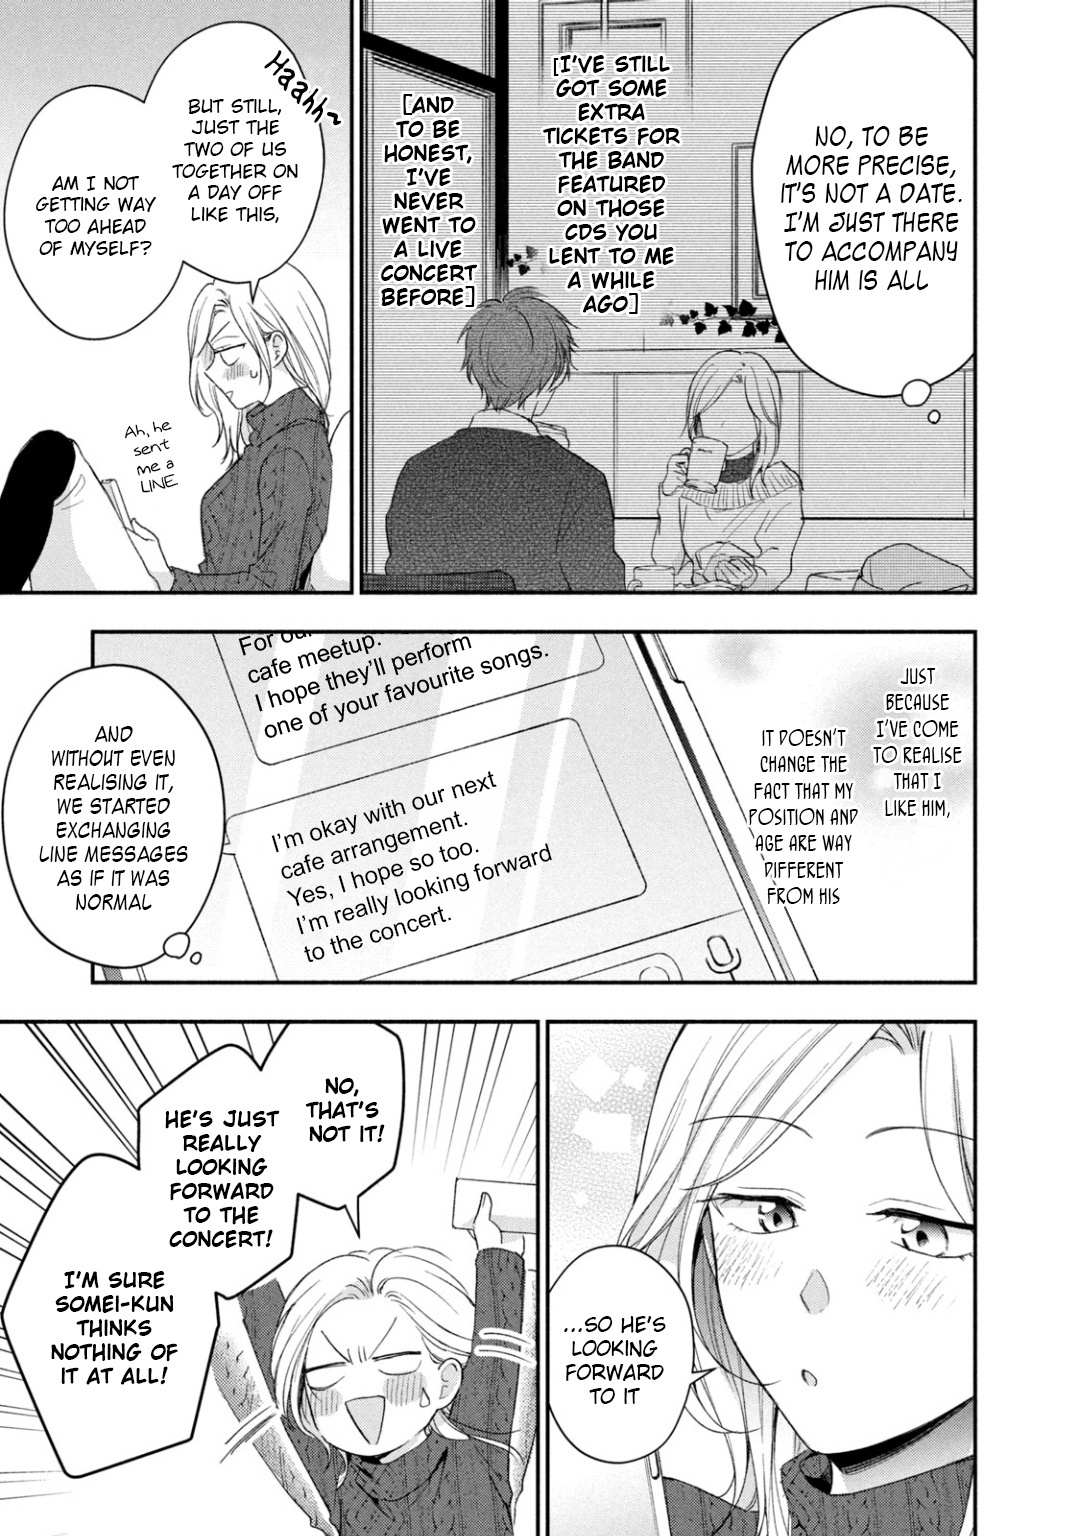 NO, TO BE
MORE PRECISE,
IT'S NOT A DATE.
I'M JUST THERE
TO ACCOMPANY
HIM IS ALL
[I'VE STILL
GOT SOME
EXTRA
TICKETS FOR
THE BAND
FEATURED
ON THOSE
CDS YOU
LENT TO ME
A WHILE
AGO]
[AND
TO BE
HONEST,
I'VE
NEVER
WENT TO
A LIVE
CONCERT
BEFORE]
Haahh~
BUT STILL,
JUST THE
TWO OF US
TOGETHER ON
A DAY OFF
LIKE THIS,
AM I NOT
GETTING WAY
TOO AHEAD
OF MYSELF?
Ah, he
sent
me a
LINE
JUST
BECAUSE
I'VE COME
TO REALISE
THAT I
LIKE HIM,
IT DOESN'T
CHANGE THE
FACT THAT MY
POSITION AND
AGE ARE WAY
DIFFERENT
FROM HIS
For our
cafe meetup.
I hope they'll perform
one of your favourite songs.
I'm okay with our next
cafe arrangement.
Yes, I hope so too.
I'm really looking forward
to the concert.
AND
WITHOUT EVEN
REALISING IT,
WE STARTED
EXCHANGING
LINE MESSAGES
AS IF IT WAS
NORMAL
...SO HE'S
LOOKING
FORWARD
TO IT
NO,
THAT'S
NOT IT!
HE'S JUST
REALLY
LOOKING
FORWARD
TO THE
CONCERT!
I'M SURE
SOMEI-KUN
THINKS
NOTHING OF
IT AT ALL!